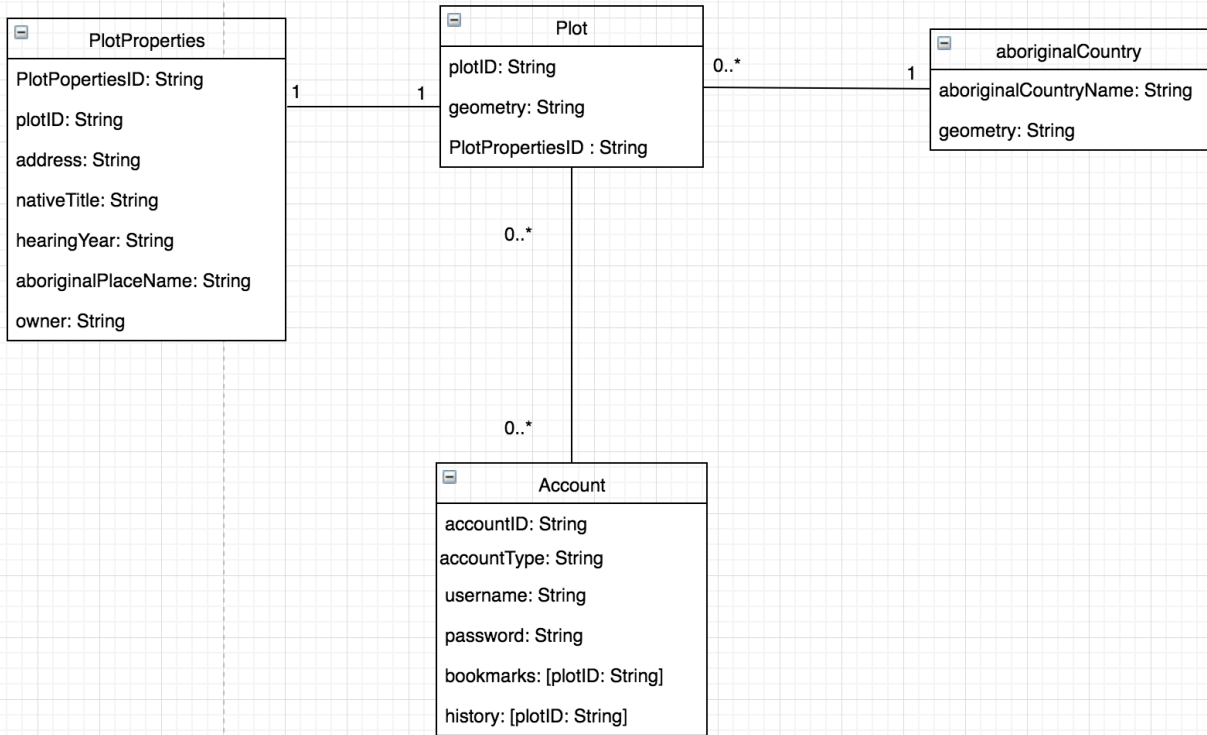 PlotProperties
PlotPopertiesID: String
plotID: String
address: String
nativeTitle: String
hearingYear: String
aboriginalPlaceName: String
owner: String
1
1
Plot
plotID: String
geometry: String
PlotPropertiesID : String
0..*
1
aboriginalCountry
aboriginalCountryName: String
geometry: String
0..*
0..*
Account
accountID: String
accountType: String
username: String
password: String
bookmarks: [plotID: String]
history: [plotID: String]